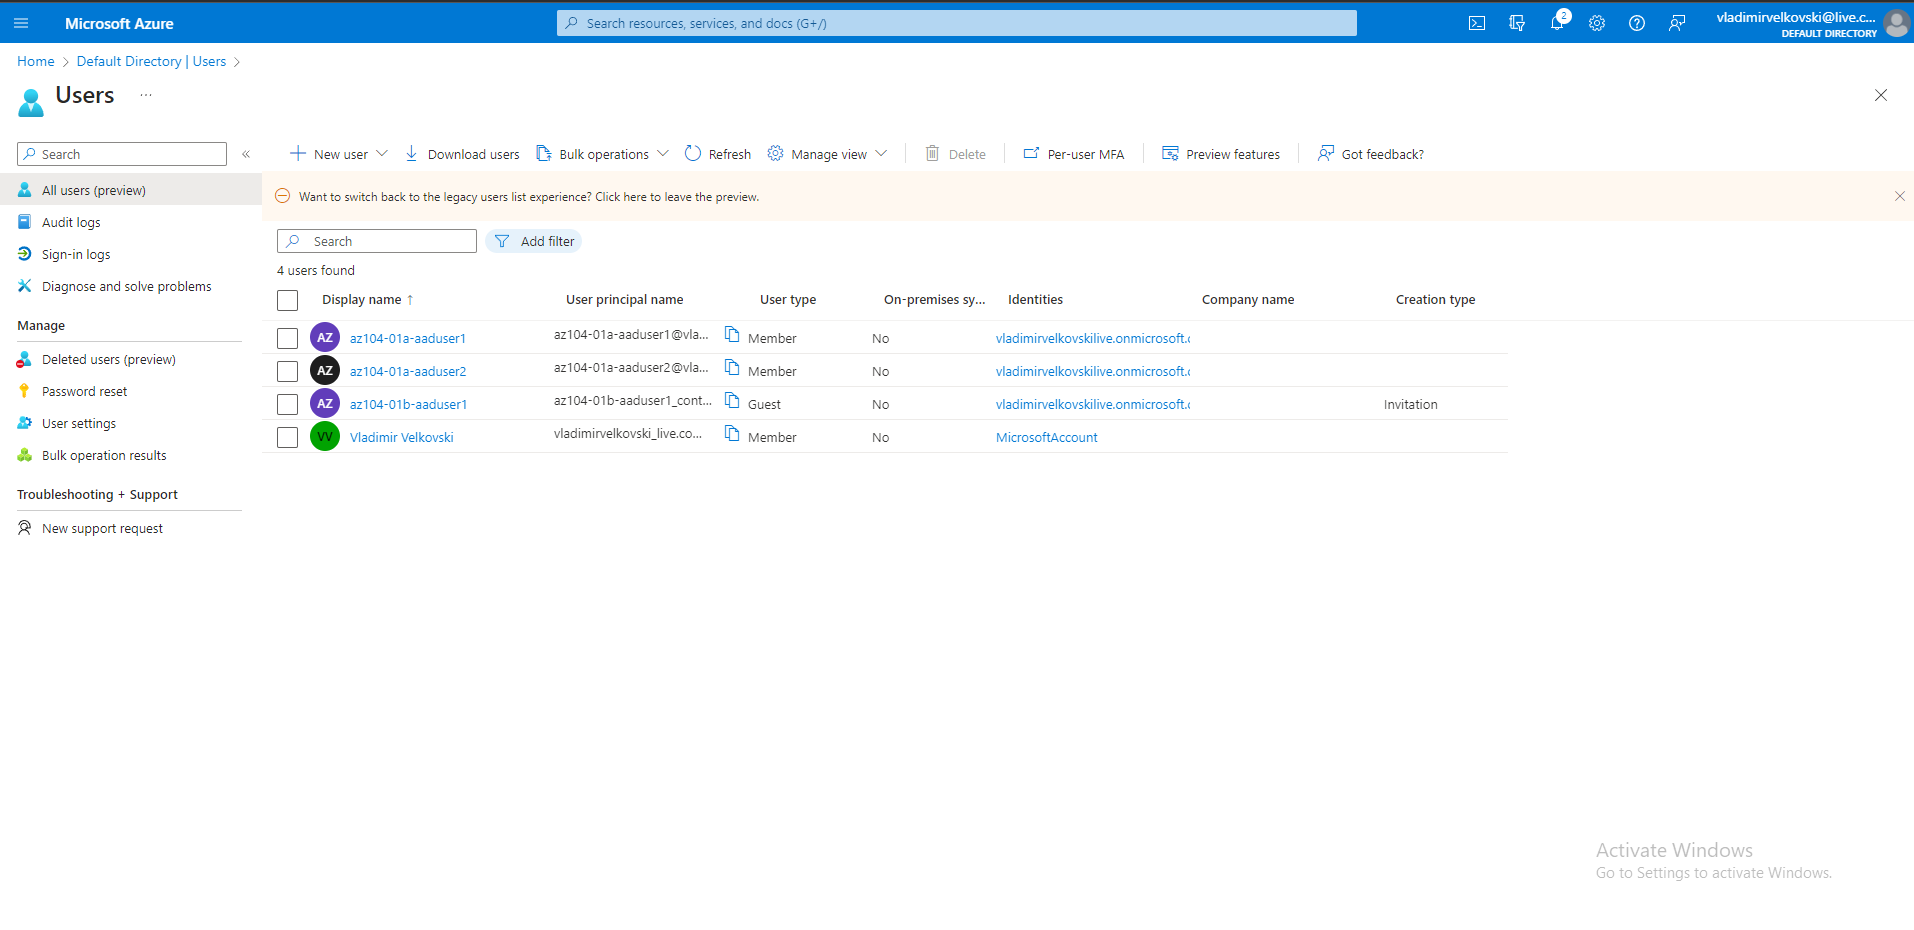 Microsoft Azure
Search resources, services, and docs (G+/)
2
vladimirvelkovski@live.c...
DEFAULT DIRECTORY
Home > Default Directory | Users >
Users ...
Search «
New user Download users Bulk operations Refresh Manage view Delete Per-user MFA Preview features Got feedback?
All users (preview)
Audit logs
Sign-in logs
Diagnose and solve problems
Manage
Deleted users (preview)
Password reset
User settings
Bulk operation results
Troubleshooting + Support
New support request
Want to switch back to the legacy users list experience? Click here to leave the preview.
Search Add filter
4 users found
Display name ↑ User principal name User type On-premises sy... Identities Company name Creation type
AZ az104-01a-aaduser1 az104-01a-aaduser1@vla... Member No vladimirvelkovskilive.onmicrosoft.c
AZ az104-01a-aaduser2 az104-01a-aaduser2@vla... Member No vladimirvelkovskilive.onmicrosoft.c
AZ az104-01b-aaduser1 az104-01b-aaduser1_cont... Guest No vladimirvelkovskilive.onmicrosoft.c Invitation
VV Vladimir Velkovski vladimirvelkovski_live.co... Member No MicrosoftAccount
Activate Windows
Go to Settings to activate Windows.